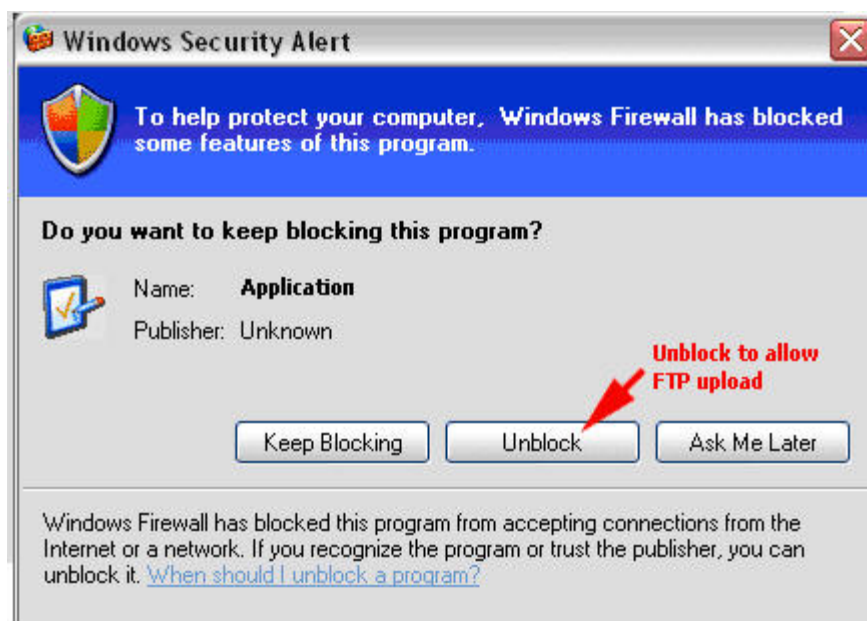 Windows Security Alert
To help protect your computer, Windows Firewall has blocked
some features of this program.
Do you want to keep blocking this program?
Name: Application
Publisher: Unknown
Unblock to allow
FTP upload
Keep Blocking
Unblock
Ask Me Later
Windows Firewall has blocked this program from accepting connections from the
Internet or a network. If you recognize the program or trust the publisher, you can
unblock it. When should I unblock a program?